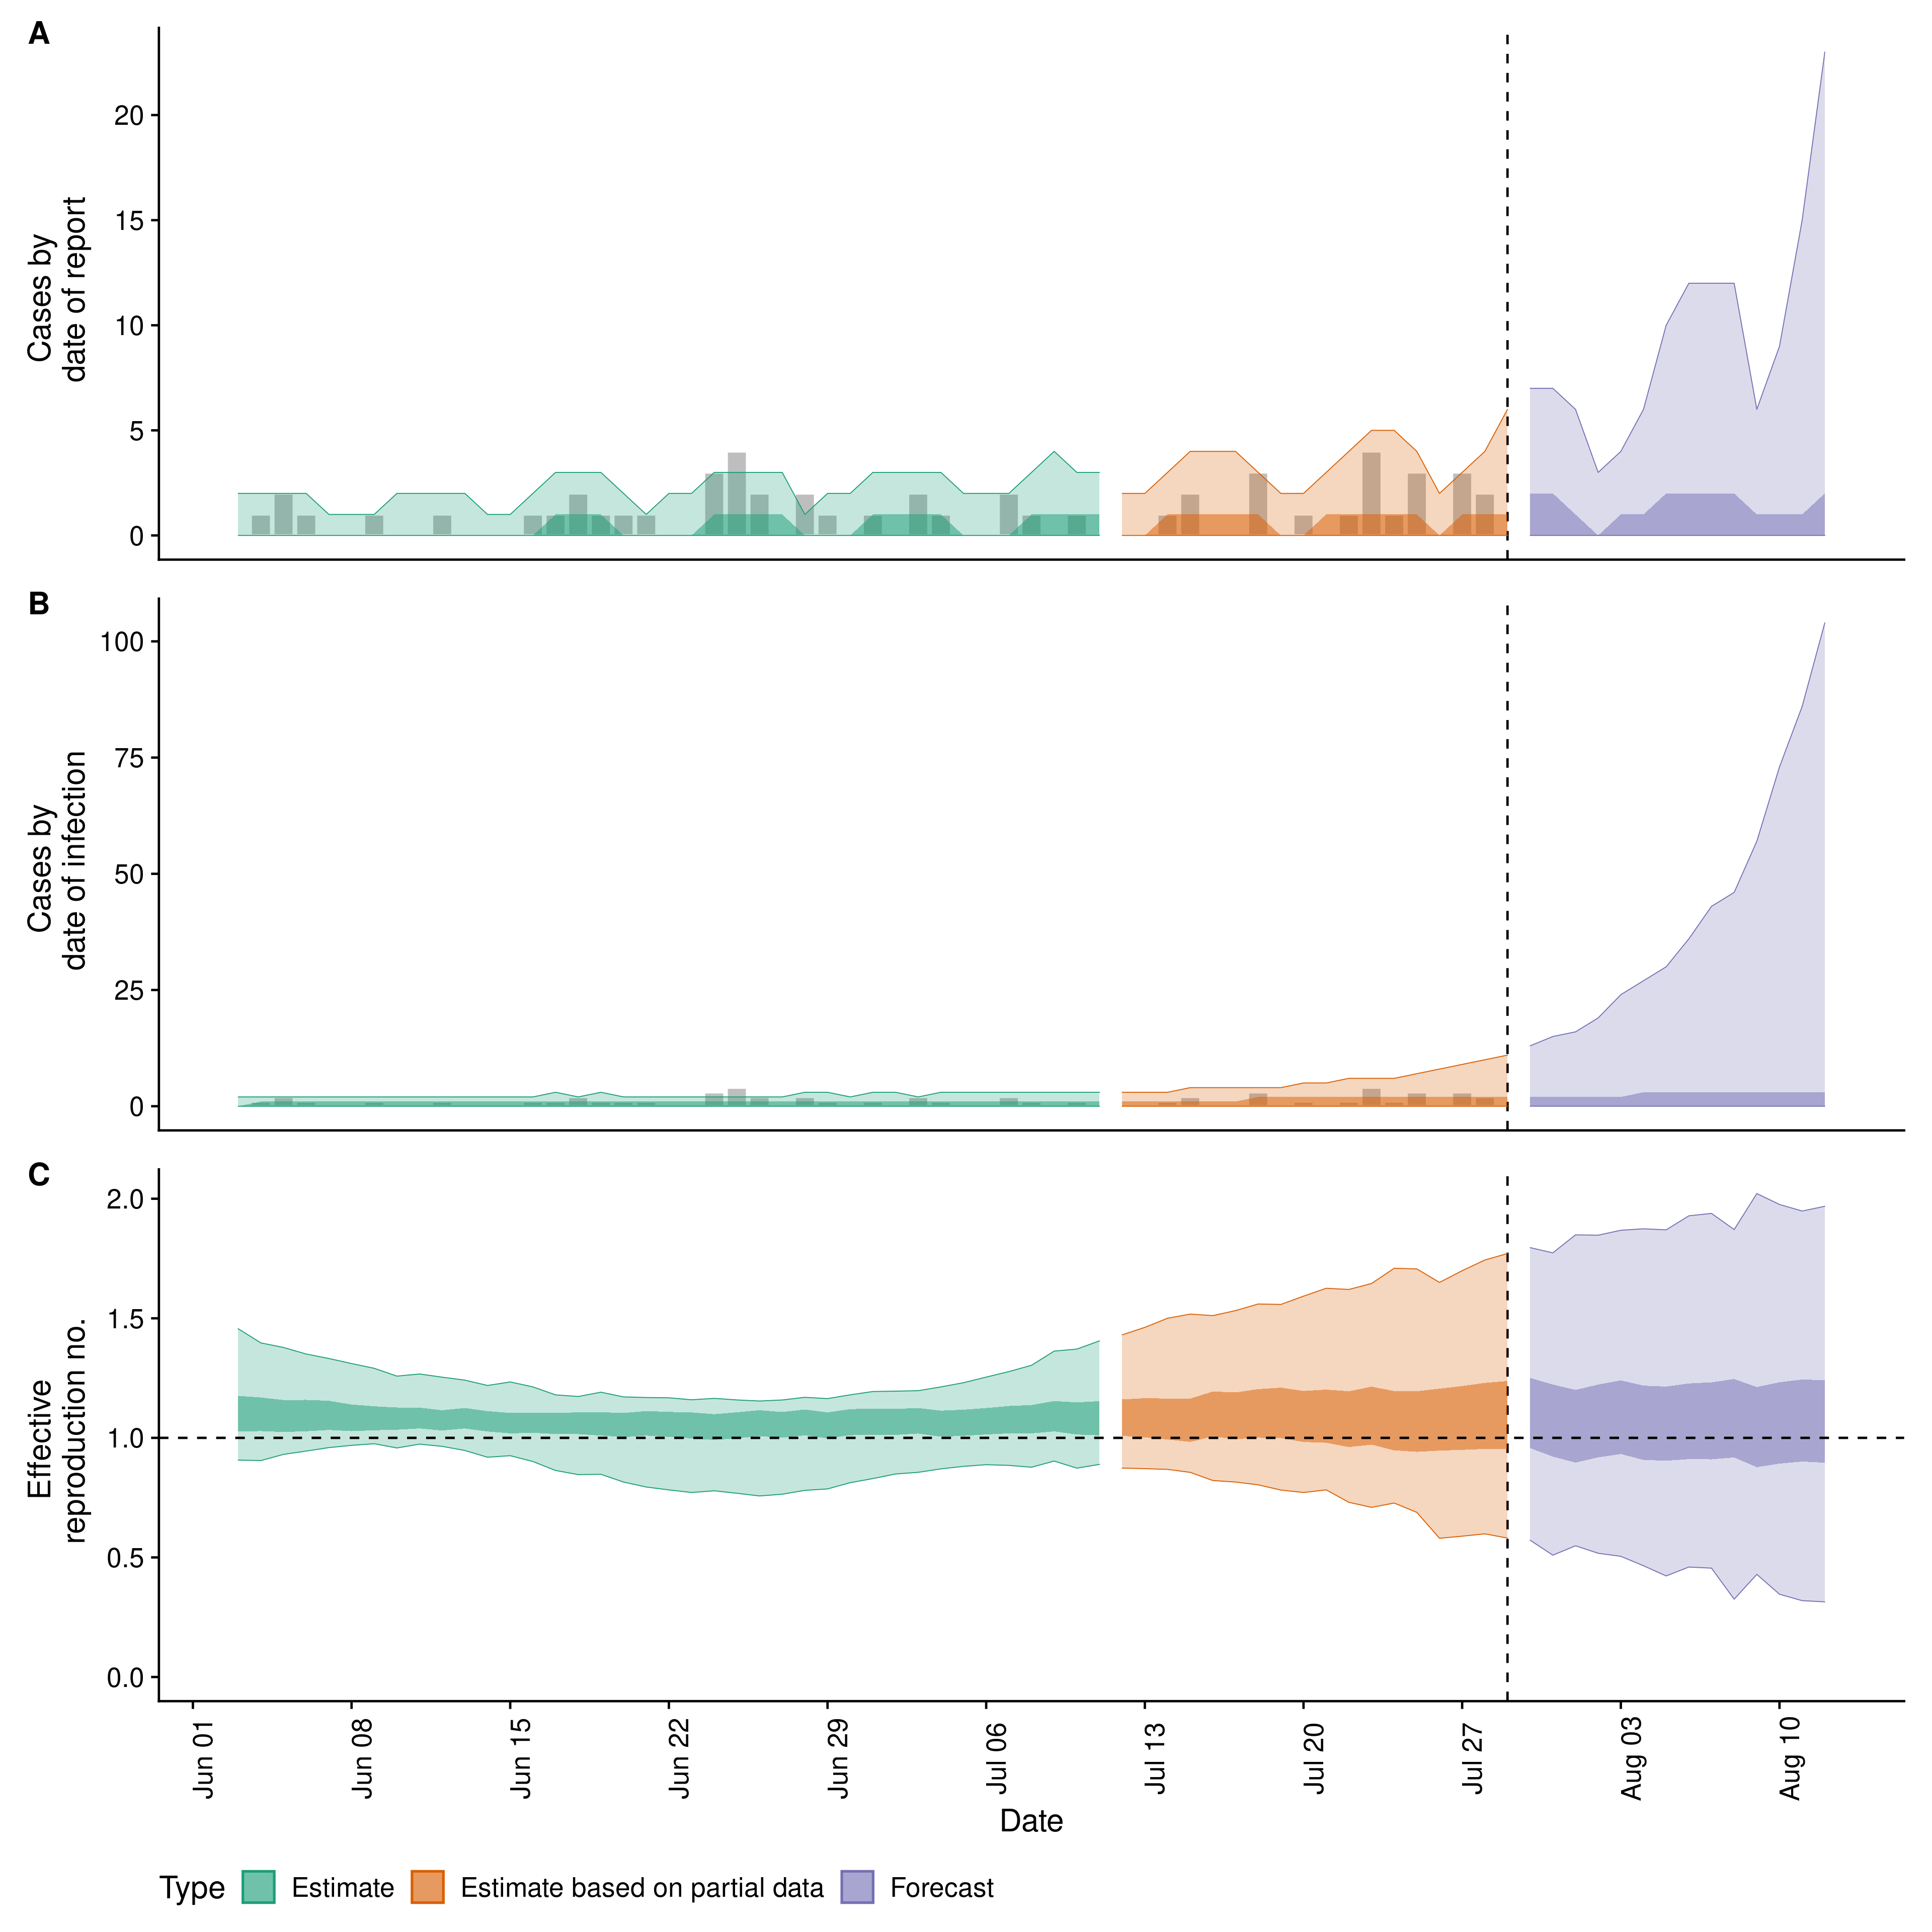 A
Cases by
date of report
20
15
10
5
0
B
Cases by
date of infection
100
75
50
25
0
C
Effective
reproduction no.
2.0
1.5
1.0
0.5
0.0
Jun 01
Jun 08
Jun 15
Jun 22
Jun 29
Jul 06
Jul 13
Jul 20
Jul 27
Aug 03
Aug 10
Date
Type Estimate Estimate based on partial data Forecast